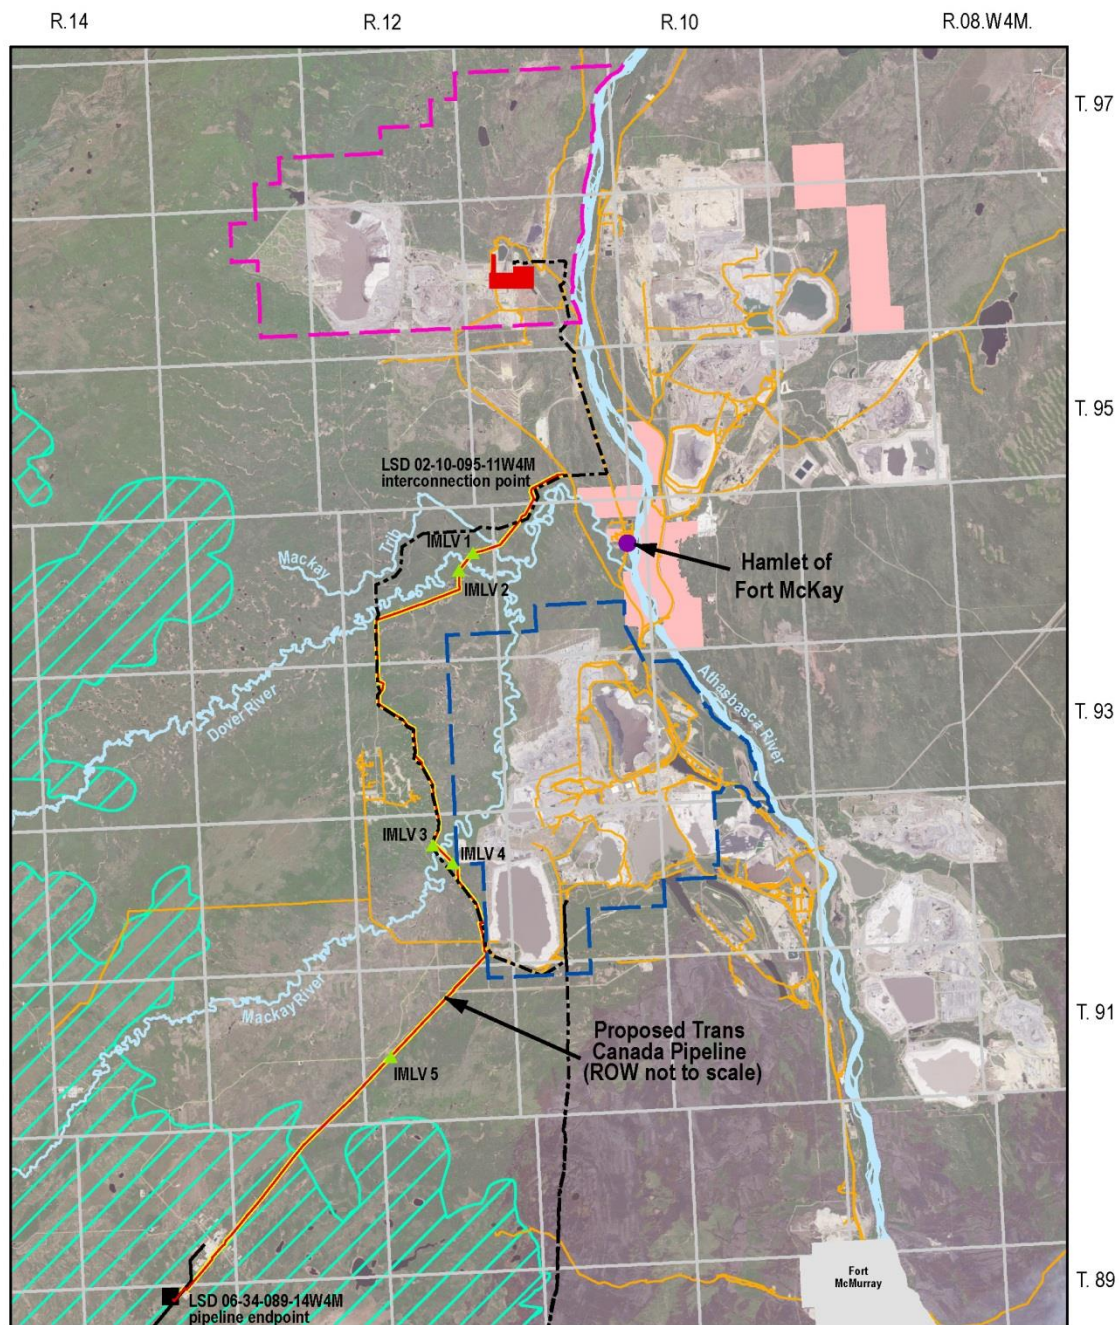 R.14 R.12 R.10 R.08.W4M.
T. 97
T. 95
LSD 02-10-095-11W4M
interconnection point
Mackay Trib
IMLV 1
IMLV 2
Hamlet of
Fort McKay
Dover River
Athasbasca River
T. 93
IMLV 3
IMLV 4
Mackay River
T. 91
Proposed Trans
Canada Pipeline
(ROW not to scale)
IMLV 5
Fort
McMurray
T. 89
LSD 06-34-089-14W4M
pipeline endpoint